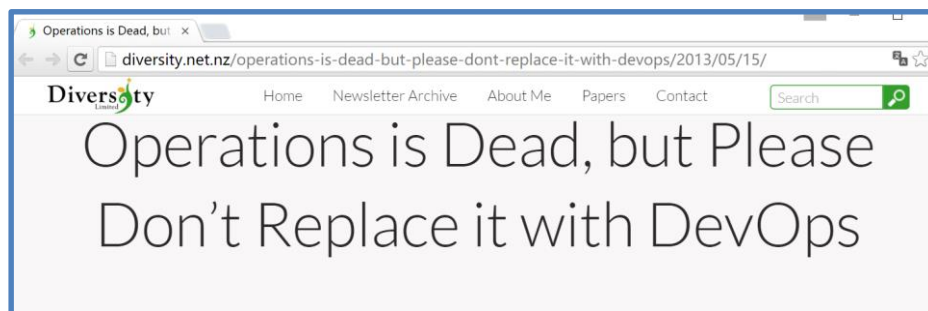 Operations is Dead, but
diversity.net.nz/operations-is-dead-but-please-dont-replace-it-with-devops/2013/05/15/
Diversity
Limited
Home Newsletter Archive About Me Papers Contact Search
Operations is Dead, but Please
Don’t Replace it with DevOps